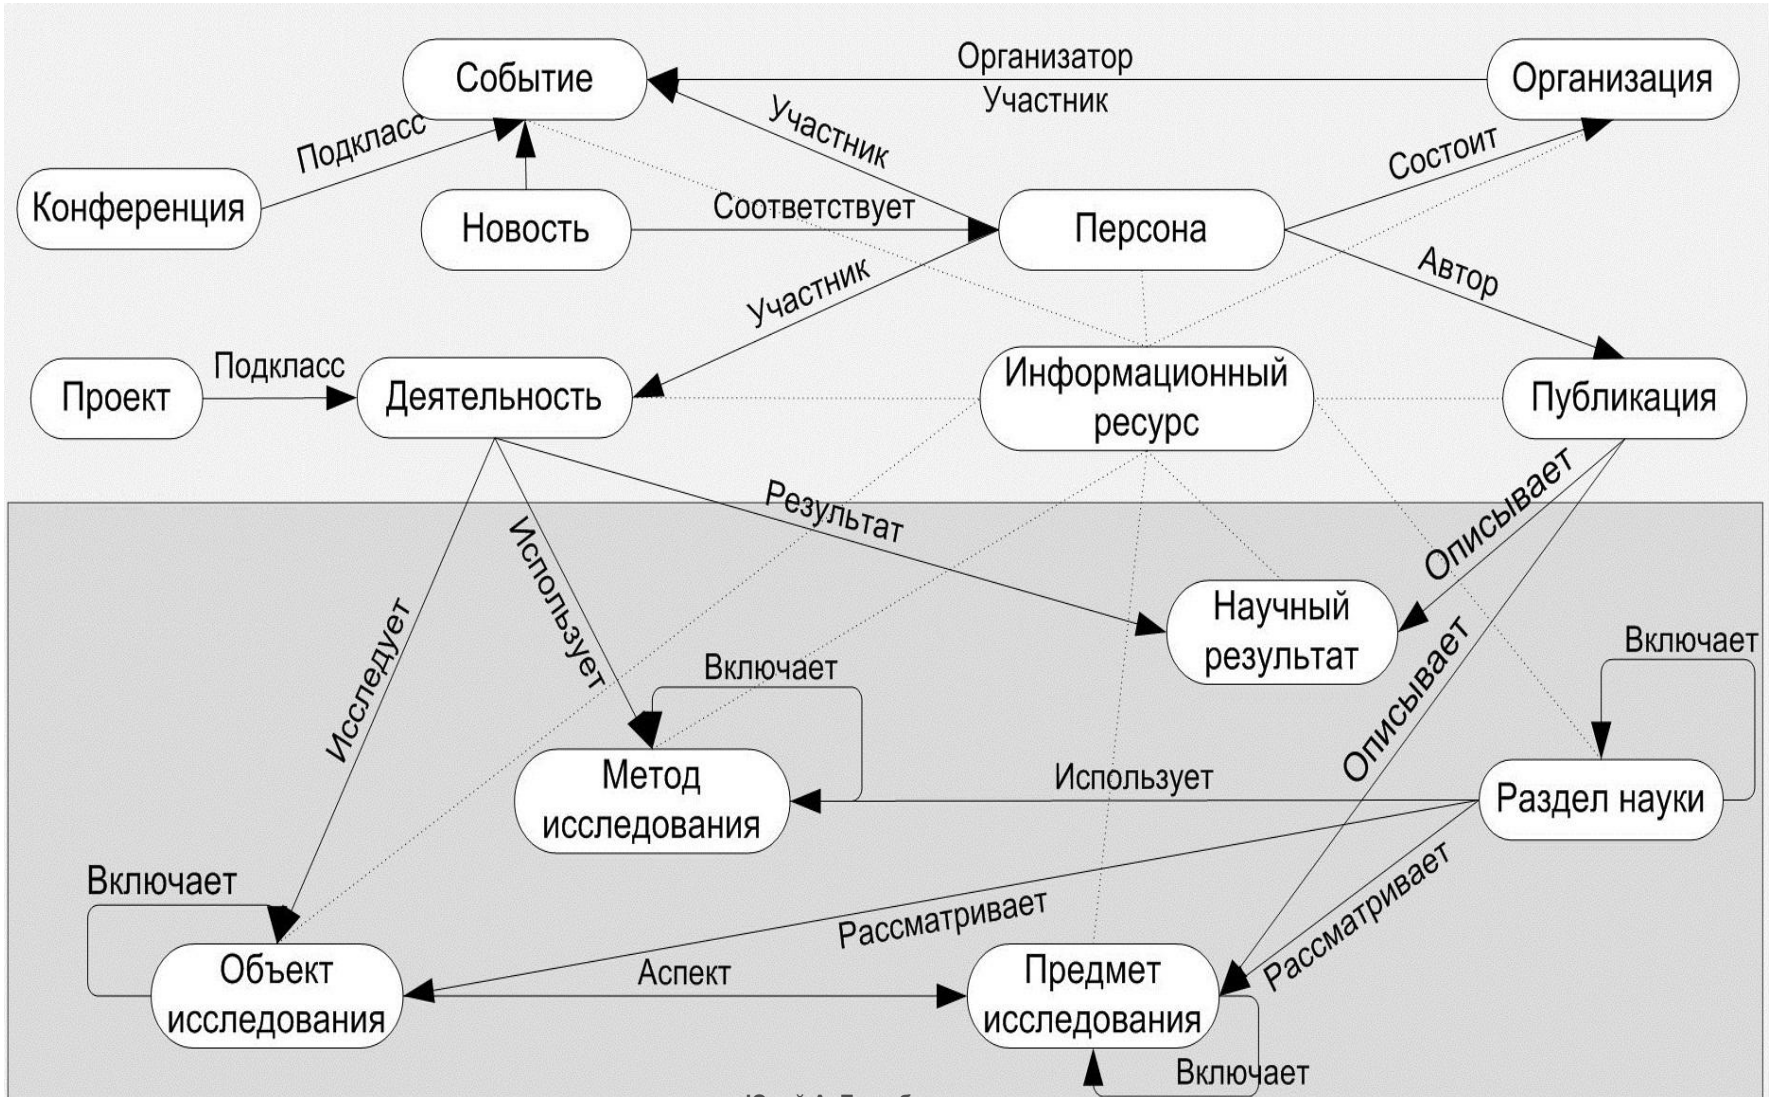 Организатор
Событие
Организация
Участник
Участник
Подкласс
Состоит
Конференция
Соответствует
Новость
Персона
Автор
Участник
Подкласс
Информационный
ресурс
Проект
Деятельность
Публикация
Описывает
Результат
Использует
Исследует
Научный
результат
Включает
Включает
Описывает
Метод
исследования
Использует
Раздел науки
Включает
Рассматривает
Рассматривает
Объект
исследования
Аспект
Предмет
исследования
Включает